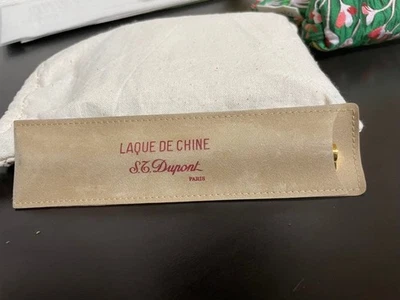 LAQUE DE CHINE
S.T. Dupont
PARIS